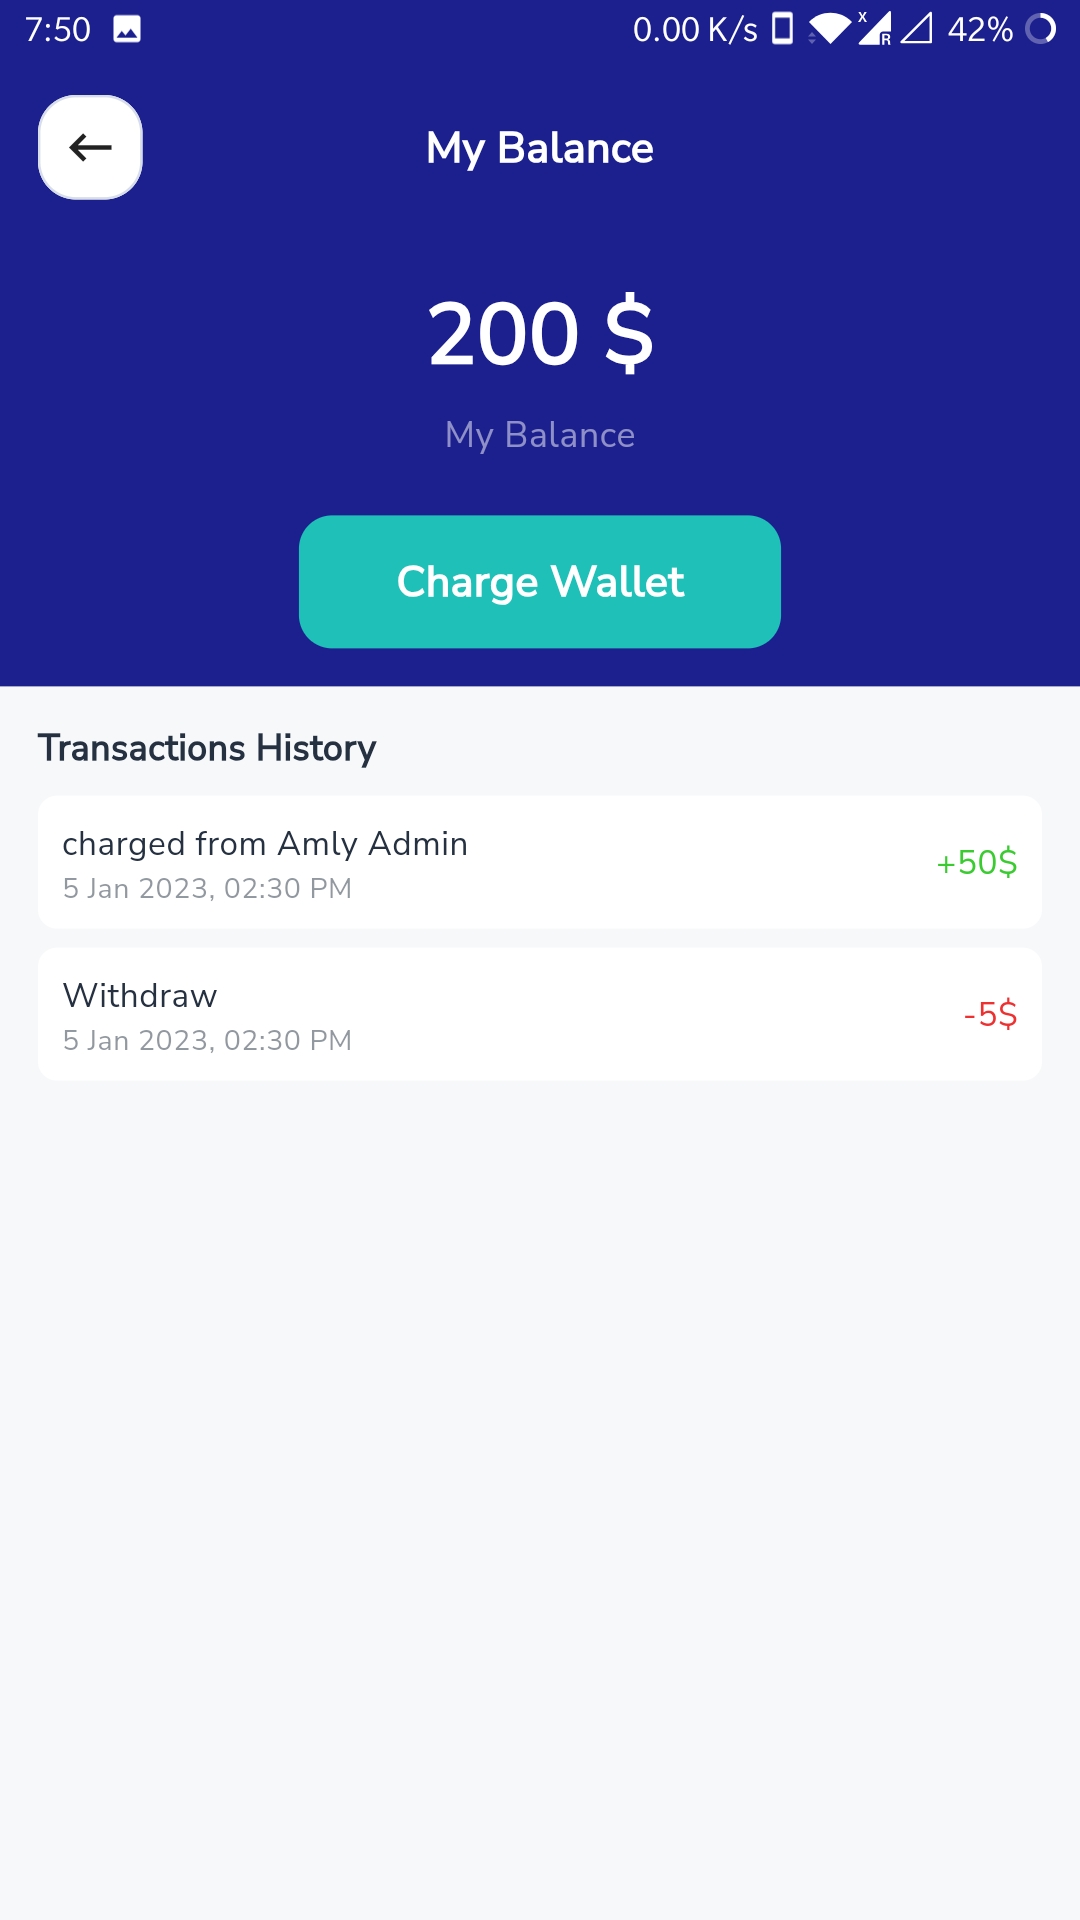 7:50 0.00 K/s X R 42%
My Balance
200 $
My Balance
Charge Wallet
Transactions History
charged from Amly Admin
+50$
5 Jan 2023, 02:30 PM
Withdraw
-5$
5 Jan 2023, 02:30 PM